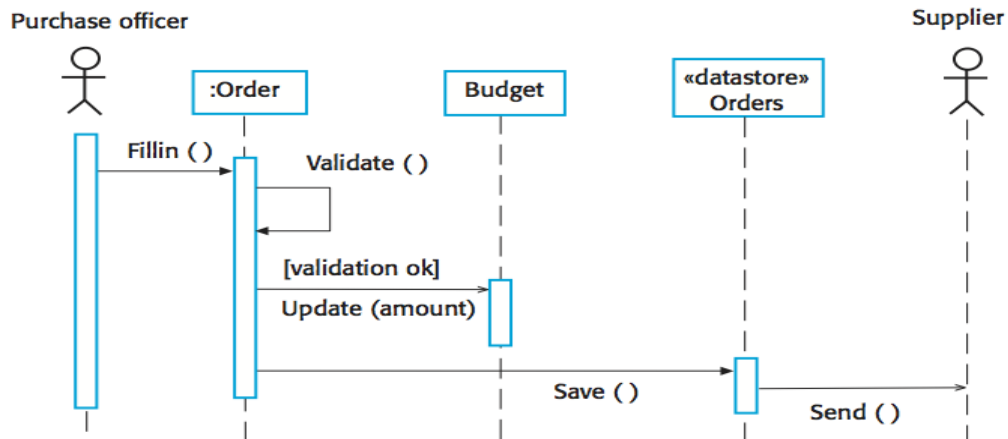 Purchase officer
Supplier
:Order
Budget
«datastore»
Orders
Fillin ( )
Validate ( )
[validation ok]
Update (amount)
Save ( )
Send ( )